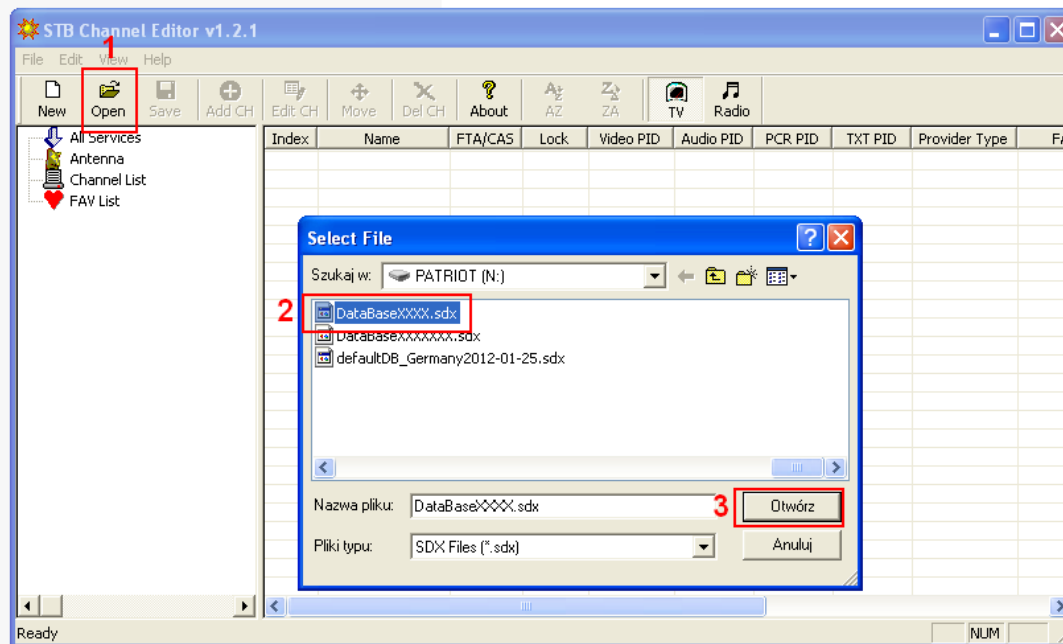 STB Channel Editor v1.2.1
1
File Edit View Help
New Open Save Add CH Edit CH Move Del CH About AZ ZA TV Radio
All Services
Antenna
Channel List
FAV List
Index Name FTA/CAS Lock Video PID Audio PID PCR PID TXT PID Provider Type FA
Select File
Szukaj w: PATRIOT (N:)
2
DataBaseXXXX.sdx
DataBaseXXXXXXX.sdx
defaultDB_Germany2012-01-25.sdx
Nazwa pliku: DataBaseXXXX.sdx 3 Otwórz
Pliki typu: SDX Files (*.sdx) Anuluj
Ready NUM